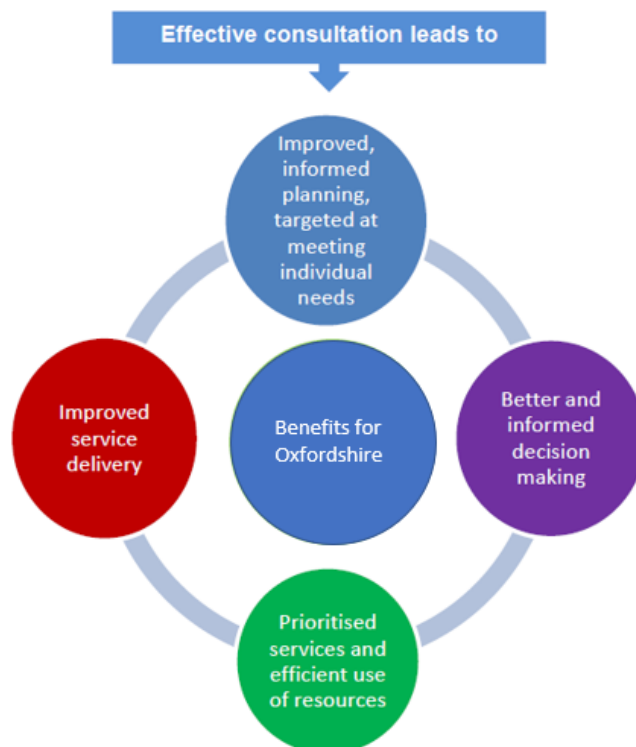 Effective consultation leads to
Improved,
informed
planning,
targeted at
meeting
individual
needs
Improved
service
delivery
Benefits for
Oxfordshire
Better and
informed
decision
making
Prioritised
services and
efficient use
of resources